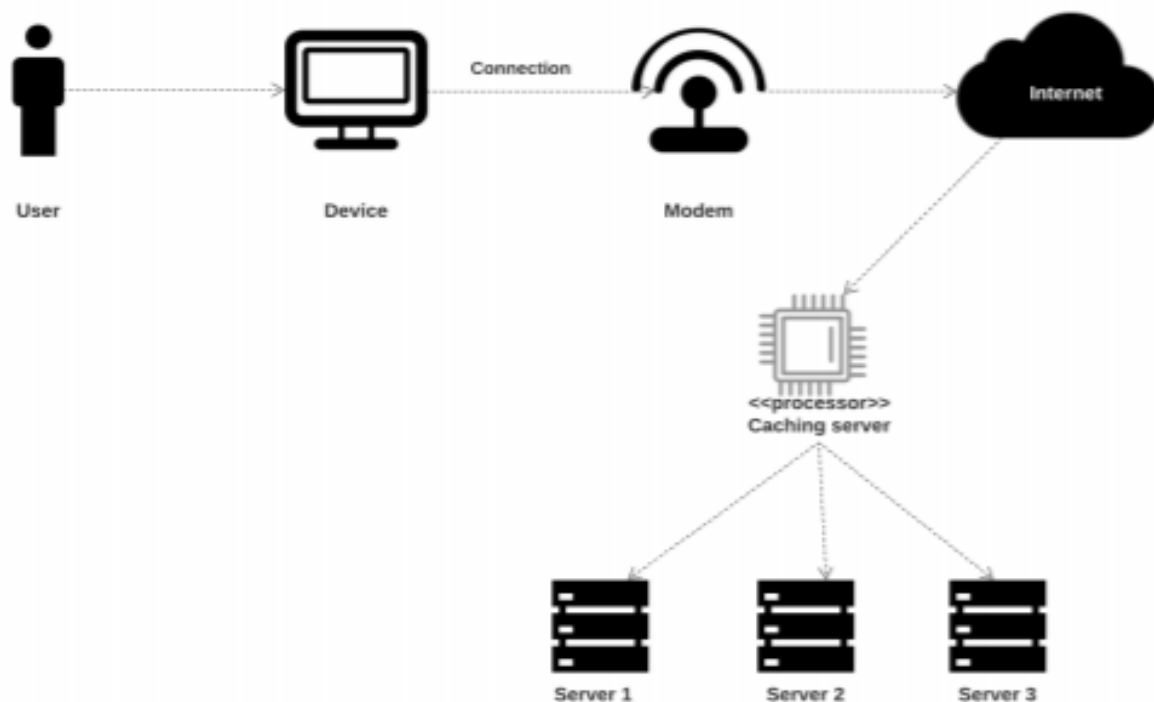 Connection
Internet
User
Device
Modem
<<processor>>
Caching server
Server 1
Server 2
Server 3